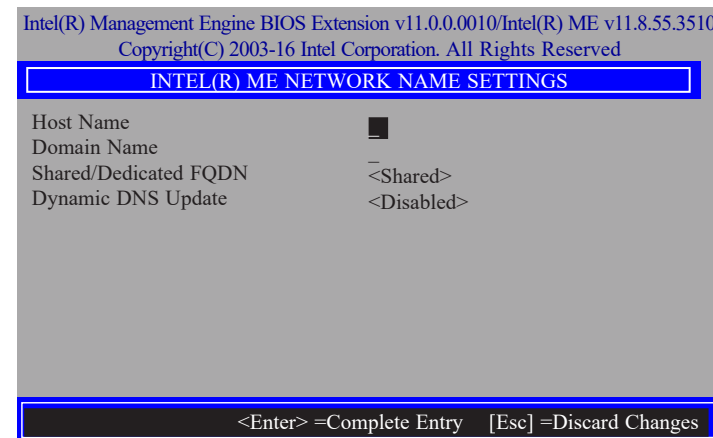 Intel(R) Management Engine BIOS Extension v11.0.0.0010/Intel(R) ME v11.8.55.3510
Copyright(C) 2003-16 Intel Corporation. All Rights Reserved
INTEL(R) ME NETWORK NAME SETTINGS
Host Name _
Domain Name _
Shared/Dedicated FQDN <Shared>
Dynamic DNS Update <Disabled>
<Enter> =Complete Entry [Esc] =Discard Changes